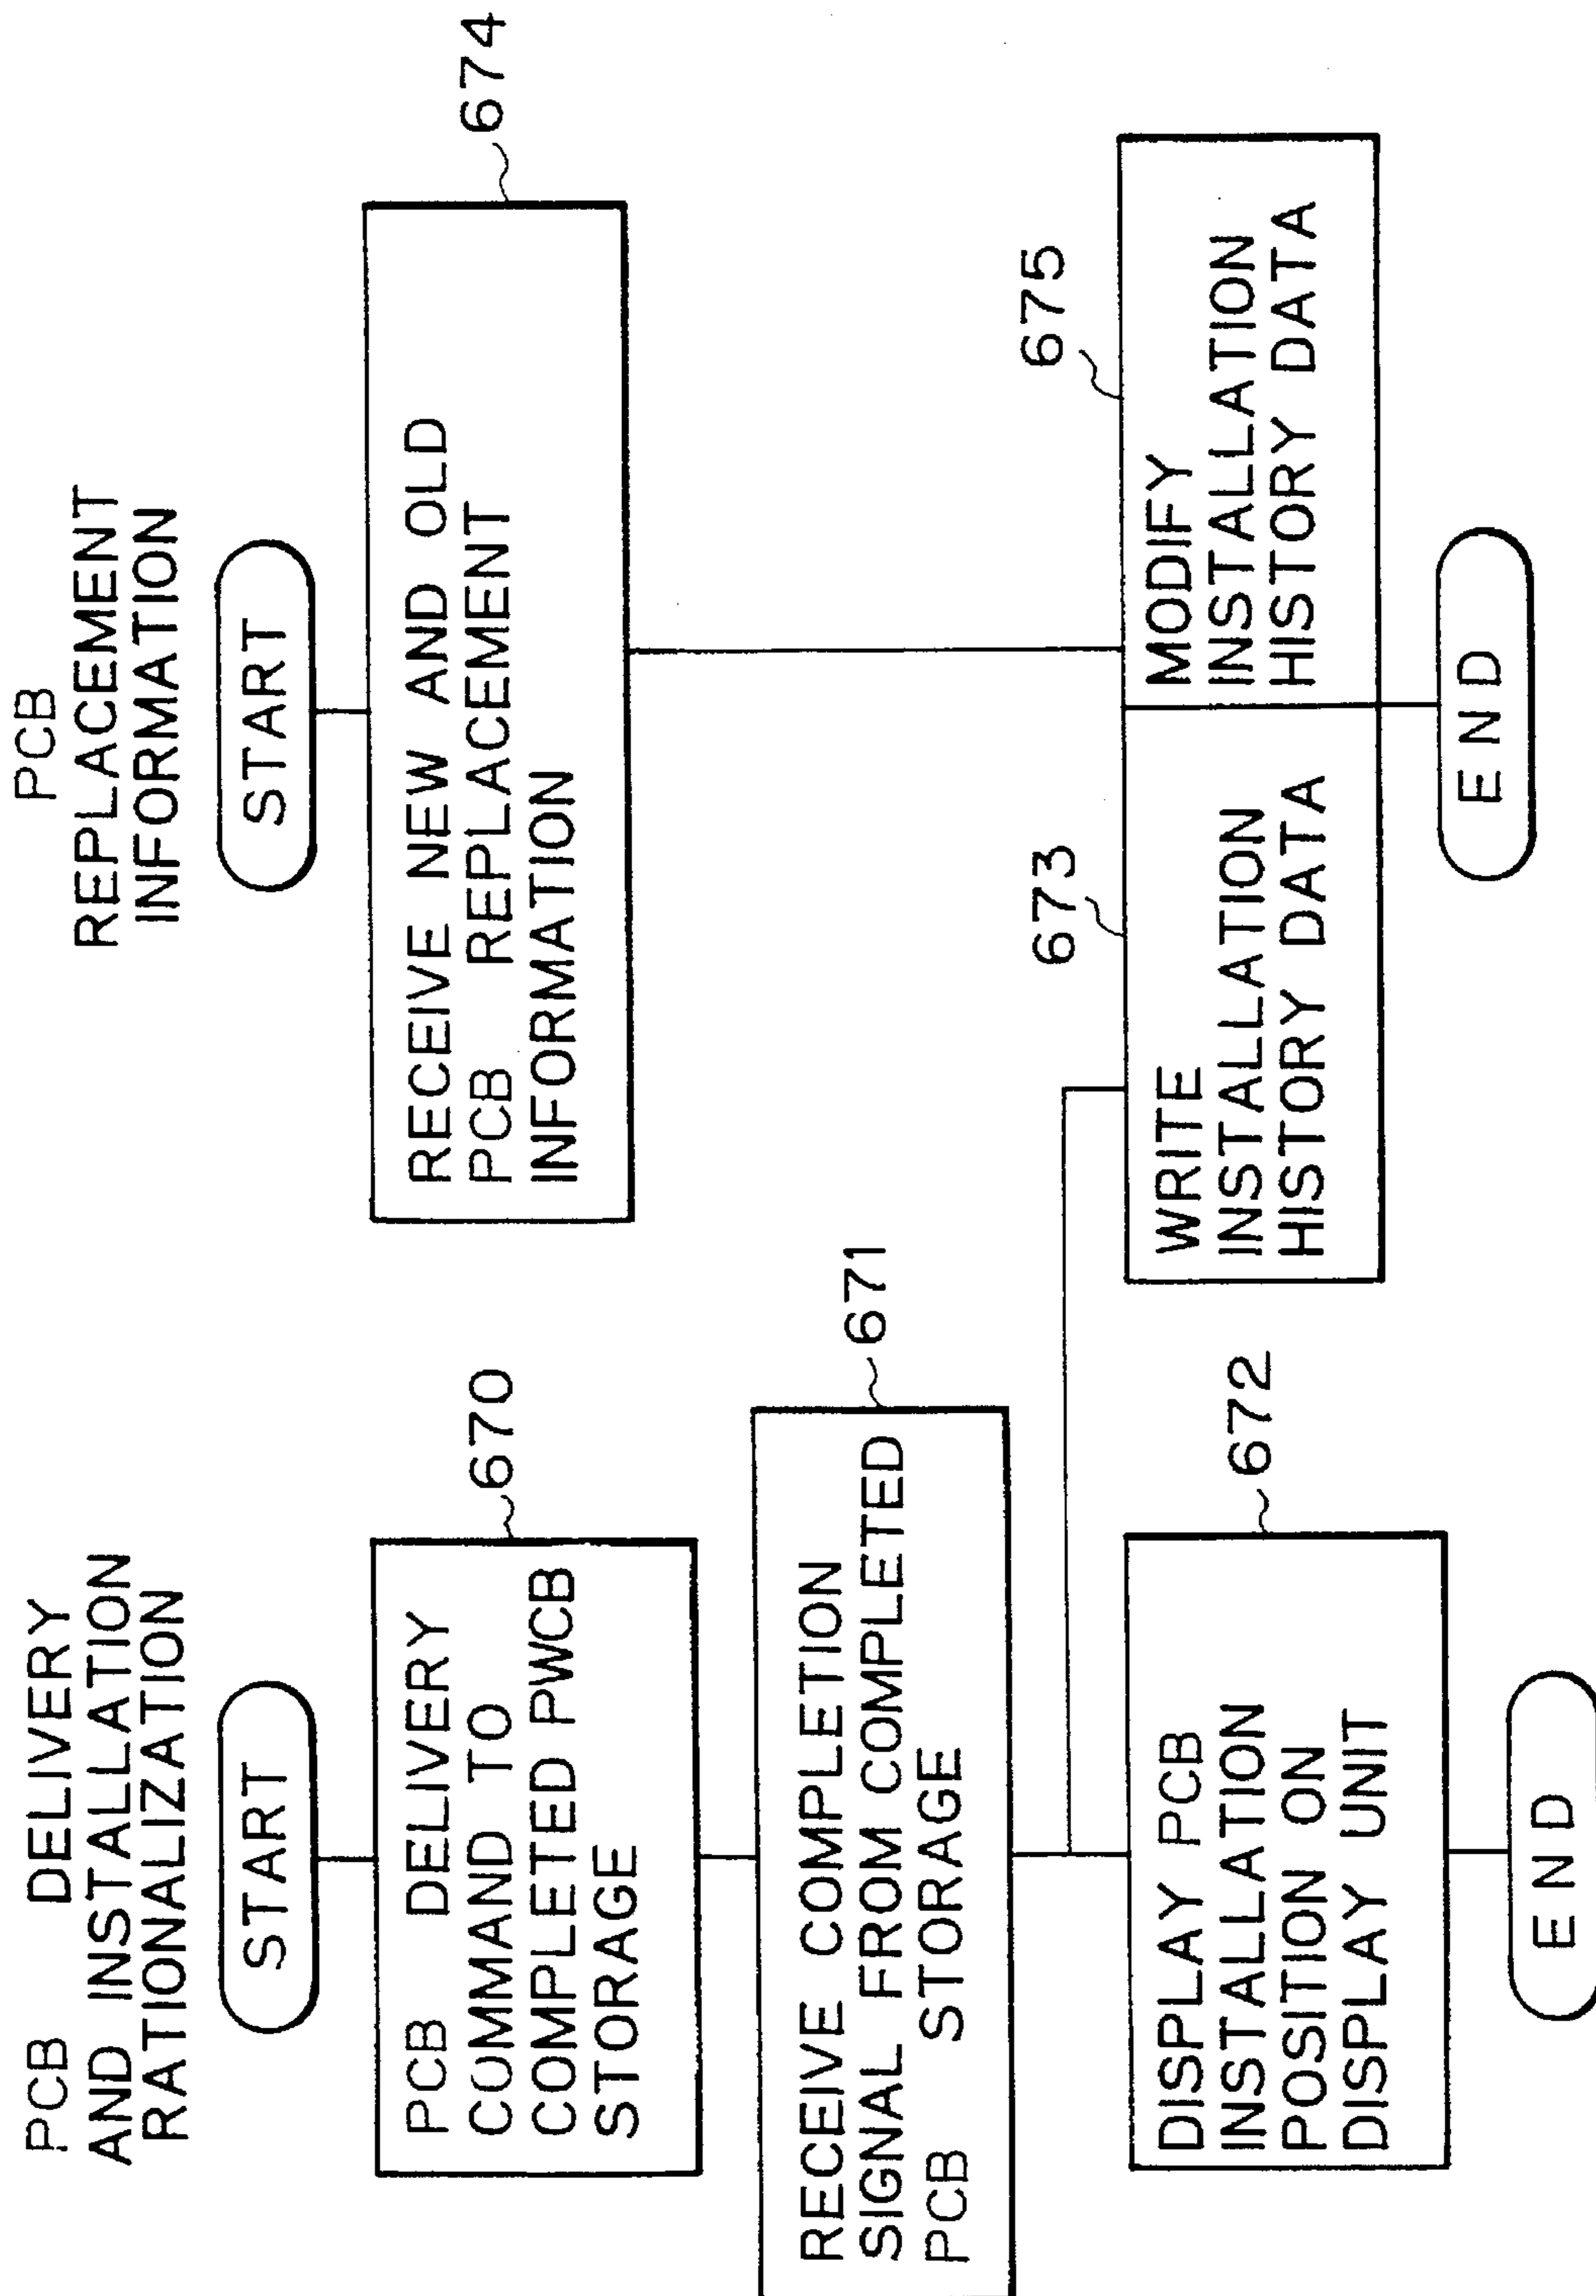 PCB DELIVERY
AND INSTALLATION
RATIONALIZATION
START
PCB DELIVERY
COMMAND TO
COMPLETED PWCB
STORAGE
670
RECEIVE COMPLETION
SIGNAL FROM COMPLETED
PCB STORAGE
671
DISPLAY PCB
INSTALLATION
POSITION ON
DISPLAY UNIT
672
END
PCB
REPLACEMENT
INFORMATION
START
RECEIVE NEW AND OLD
PCB REPLACEMENT
INFORMATION
674
WRITE
INSTALLATION
HISTORY DATA
673
MODIFY
INSTALLATION
HISTORY DATA
675
END